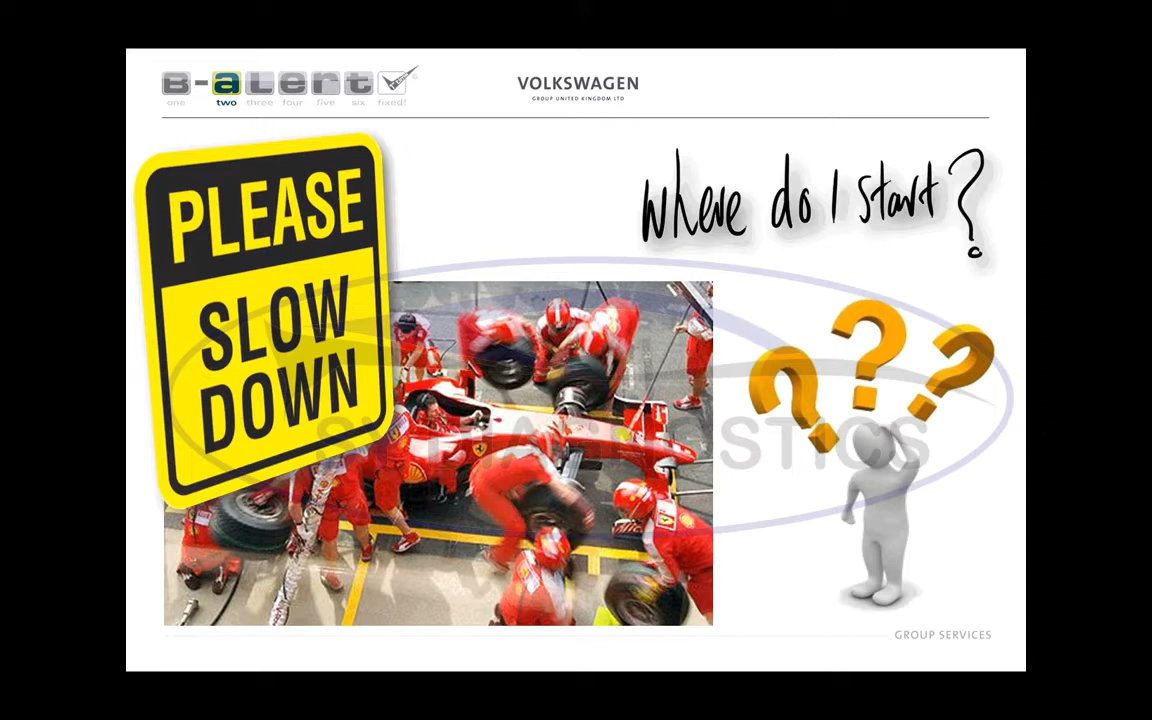 B-alert
one two three four five six fixed!
VOLKSWAGEN
GROUP UNITED KINGDOM LTD
PLEASE
SLOW
DOWN
where do I start?
???
GROUP SERVICES